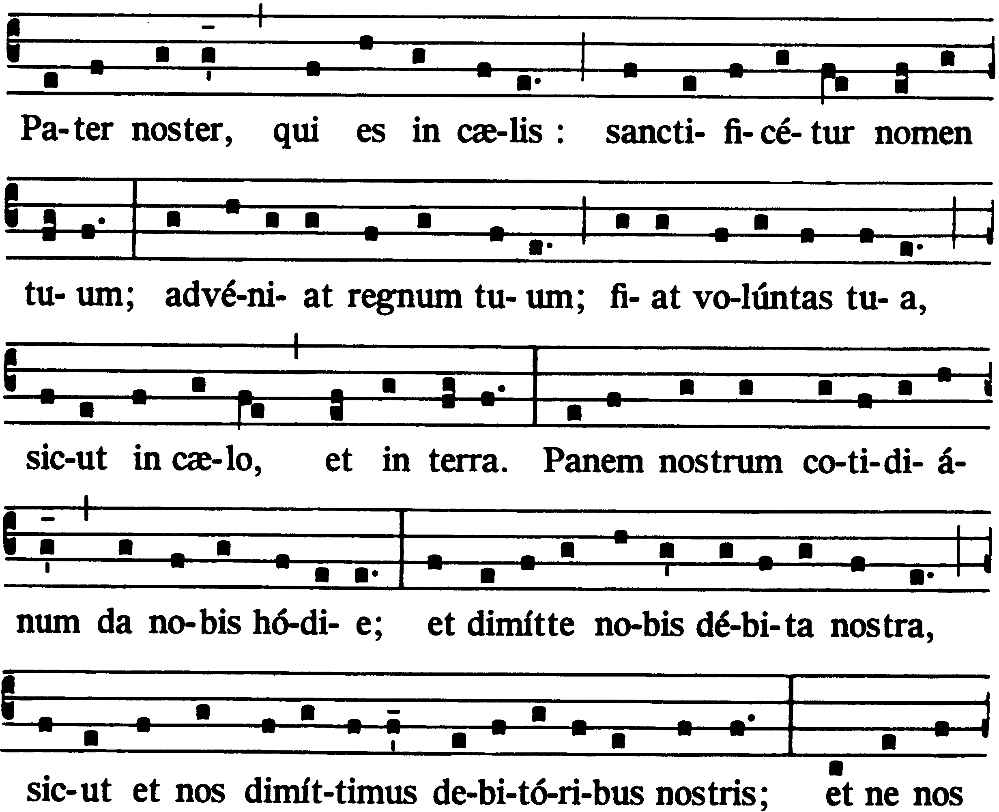 Pa-ter noster, qui es in cæ-lis : sancti- fi-cé-tur nomen
tu- um; advé-ni- at regnum tu- um; fi- at vo-lúntas tu- a,
sic-ut in cæ-lo, et in terra. Panem nostrum co-ti-di- á-
num da no-bis hó-di- e; et dimítte no-bis dé-bi-ta nostra,
sic-ut et nos dimít-timus de-bi-tó-ri-bus nostris; et ne nos